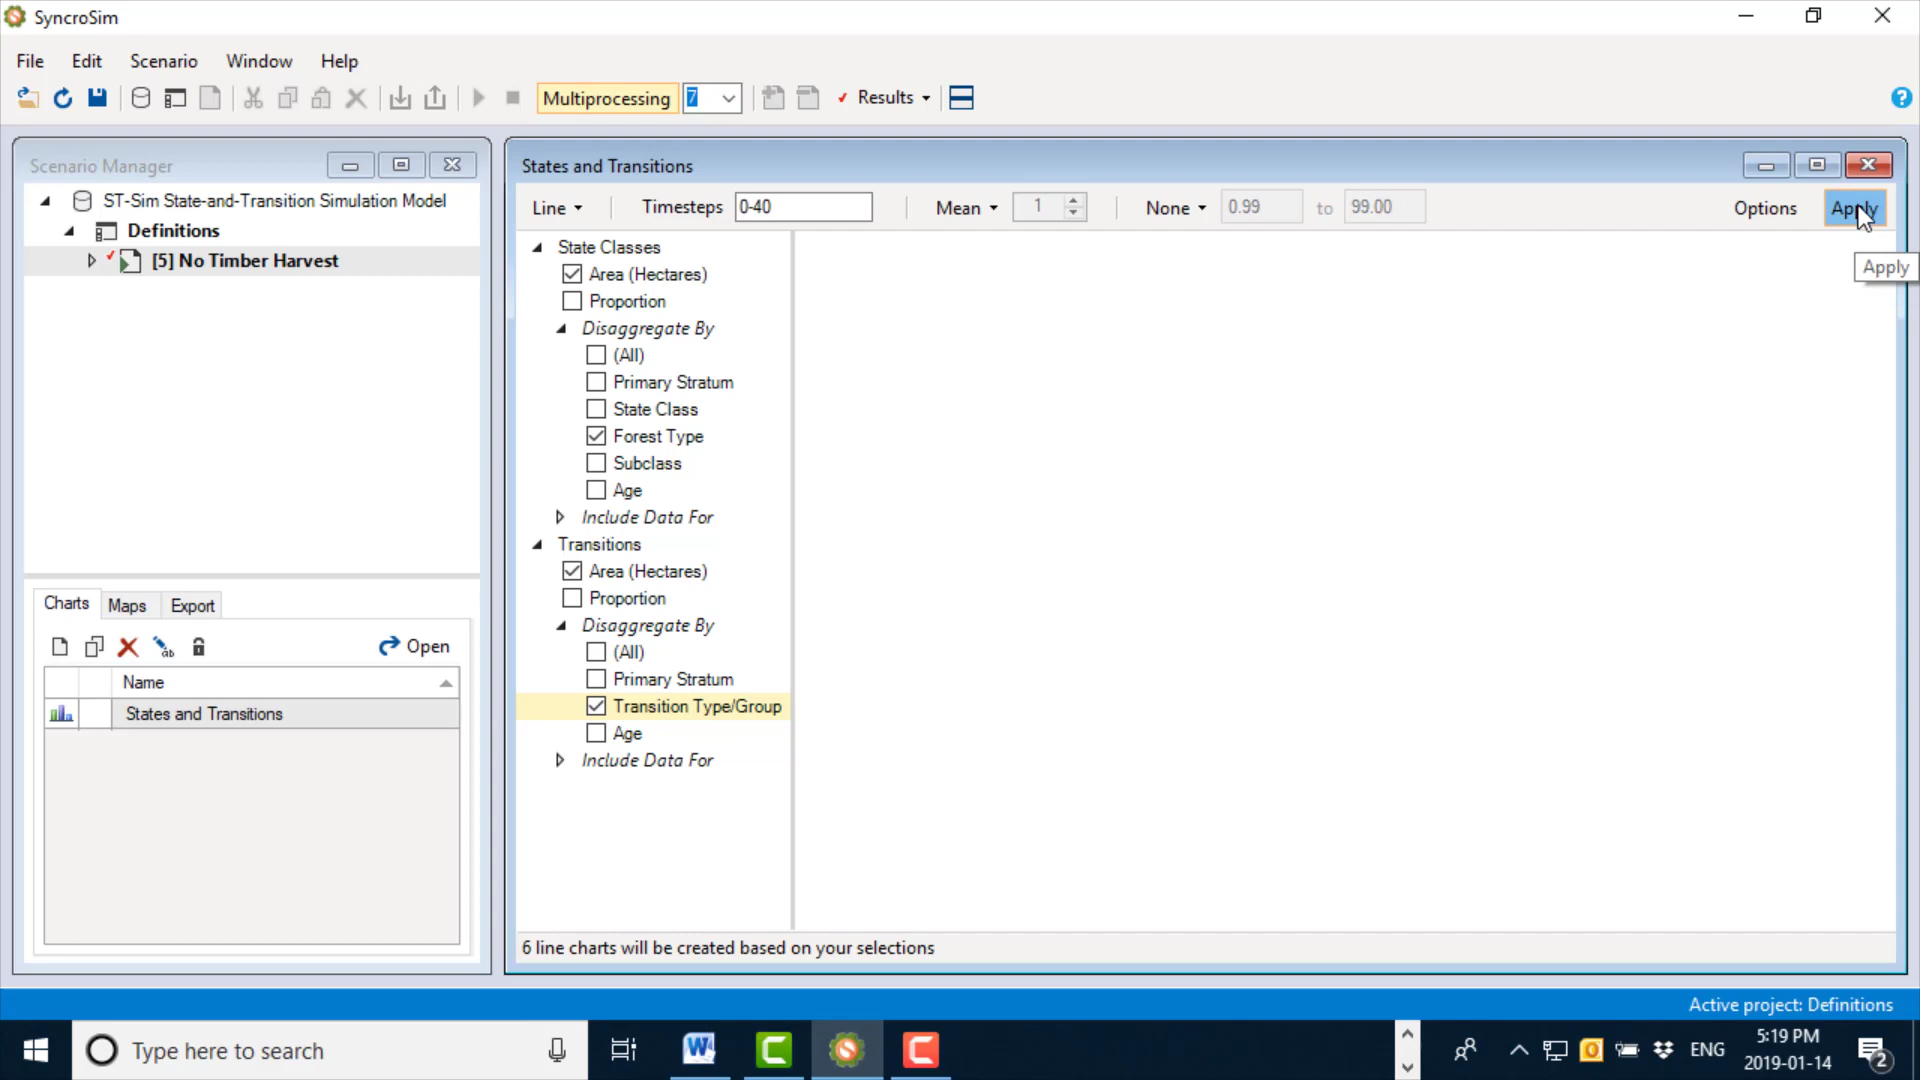 SyncroSim
File Edit Scenario Window Help
Multiprocessing 7 Results
Scenario Manager
ST-Sim State-and-Transition Simulation Model
Definitions
[5] No Timber Harvest
Charts Maps Export
ab Open
Name
States and Transitions
States and Transitions
Line Timesteps 0-40 Mean 1 None 0.99 to 99.00 Options Apply
Apply
State Classes
Area (Hectares)
Proportion
Disaggregate By
(All)
Primary Stratum
State Class
Forest Type
Subclass
Age
Include Data For
Transitions
Area (Hectares)
Proportion
Disaggregate By
(All)
Primary Stratum
Transition Type/Group
Age
Include Data For
6 line charts will be created based on your selections
Active project: Definitions
Type here to search
ENG
5:19 PM
2019-01-14
2